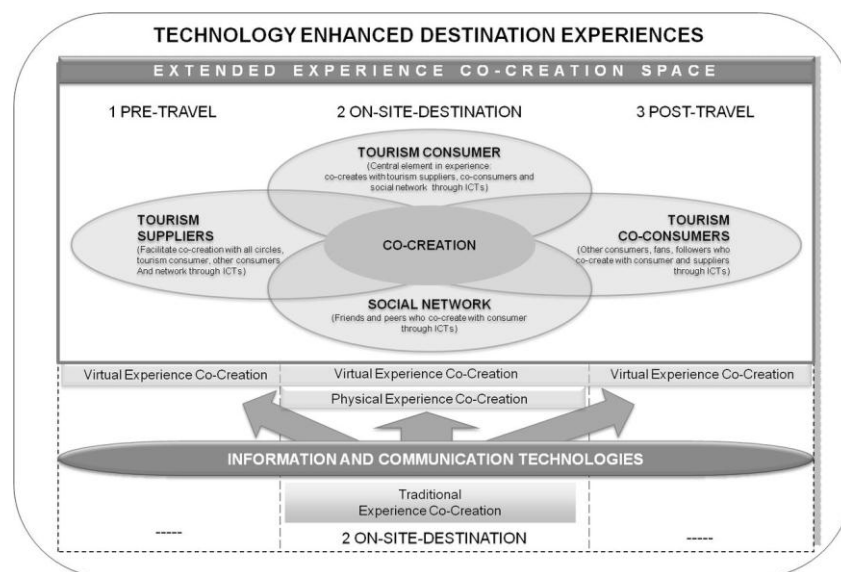 TECHNOLOGY ENHANCED DESTINATION EXPERIENCES
EXTENDED EXPERIENCE CO-CREATION SPACE
1 PRE-TRAVEL
2 ON-SITE-DESTINATION
3 POST-TRAVEL
TOURISM CONSUMER
(Central element in experience:
co-creates with tourism suppliers, co-consumers and
social network through ICTs)
TOURISM
SUPPLIERS
(Facilitate co-creation with all circles,
tourism consumer, other consumers
And network through ICTs)
CO-CREATION
TOURISM
CO-CONSUMERS
(Other consumers, fans, followers who
co-create with consumer and suppliers
through ICTs)
SOCIAL NETWORK
(Friends and peers who co-create with consumer
through ICTs)
Virtual Experience Co-Creation
Virtual Experience Co-Creation
Virtual Experience Co-Creation
Physical Experience Co-Creation
INFORMATION AND COMMUNICATION TECHNOLOGIES
Traditional
Experience Co-Creation
-----
2 ON-SITE-DESTINATION
-----